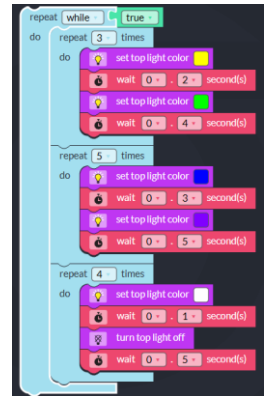 repeat while true
do repeat 3 times
do set top light color
wait 0 . 2 second(s)
set top light color
wait 0 . 4 second(s)
repeat 5 times
do set top light color
wait 0 . 3 second(s)
set top light color
wait 0 . 5 second(s)
repeat 4 times
do set top light color
wait 0 . 1 second(s)
turn top light off
wait 0 . 5 second(s)